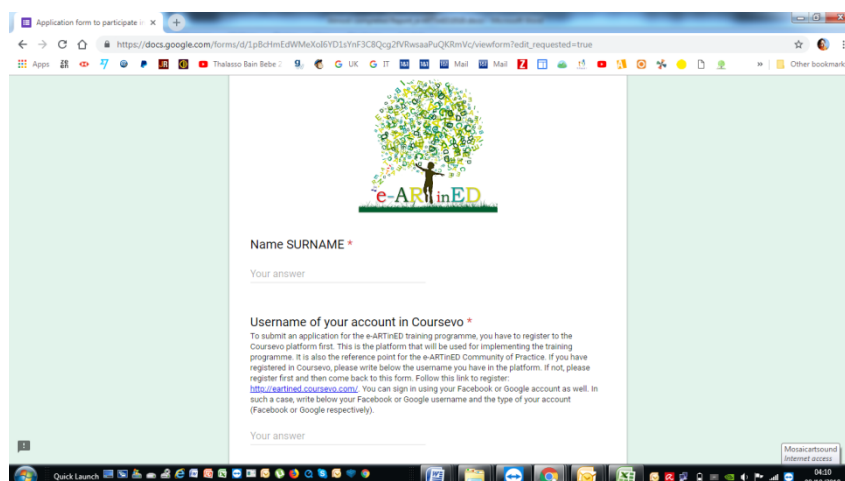 Application form to participate in
https://docs.google.com/forms/d/1pBcHmEdWMeXoI6YD1sYnF3C8Qcg2fVRwsaaPuQKRmVc/viewform?edit_requested=true
Apps
Thalasso Bain Bebe
UK
IT
Mail
Mail
Other bookmark
e-ARTinED
Name SURNAME *
Your answer
Username of your account in Coursevo *
To submit an application for the e-ARTinED training programme, you have to register to the
Coursevo platform first. This is the platform that will be used for implementing the training
programme. It is also the reference point for the e-ARTinED Community of Practice. If you have
registered in Coursevo, please write below the username you have in the platform. If not, please
register first and then come back to this form. Follow this link to register:
http://eartined.coursevo.com/. You can sign in using your Facebook or Google account as well. In
such a case, write below your Facebook or Google username and the type of your account
(Facebook or Google respectively).
Your answer
Mosaicartsound
Internet access
Quick Launch
04:10